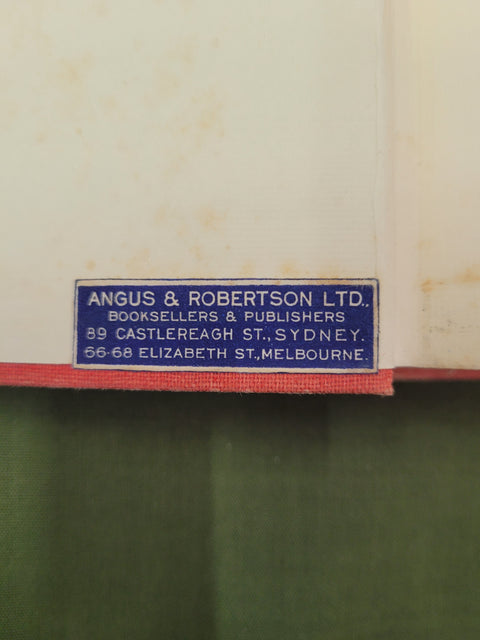 ANGUS & ROBERTSON LTD.,
BOOKSELLERS & PUBLISHERS
89 CASTLEREAGH ST., SYDNEY.
66-68 ELIZABETH ST., MELBOURNE.